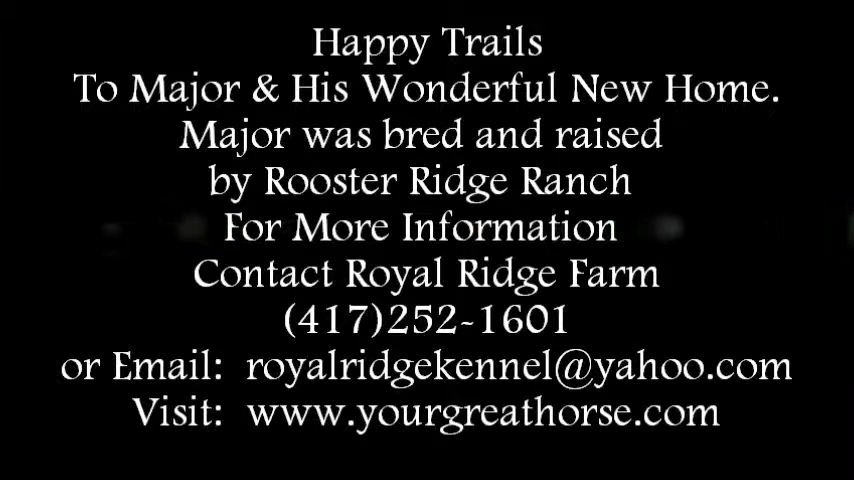 Happy Trails
To Major & His Wonderful New Home.
Major was bred and raised
by Rooster Ridge Ranch
For More Information
Contact Royal Ridge Farm
(417)252-1601
or Email:  royalridgekennel@yahoo.com
Visit:  www.yourgreathorse.com